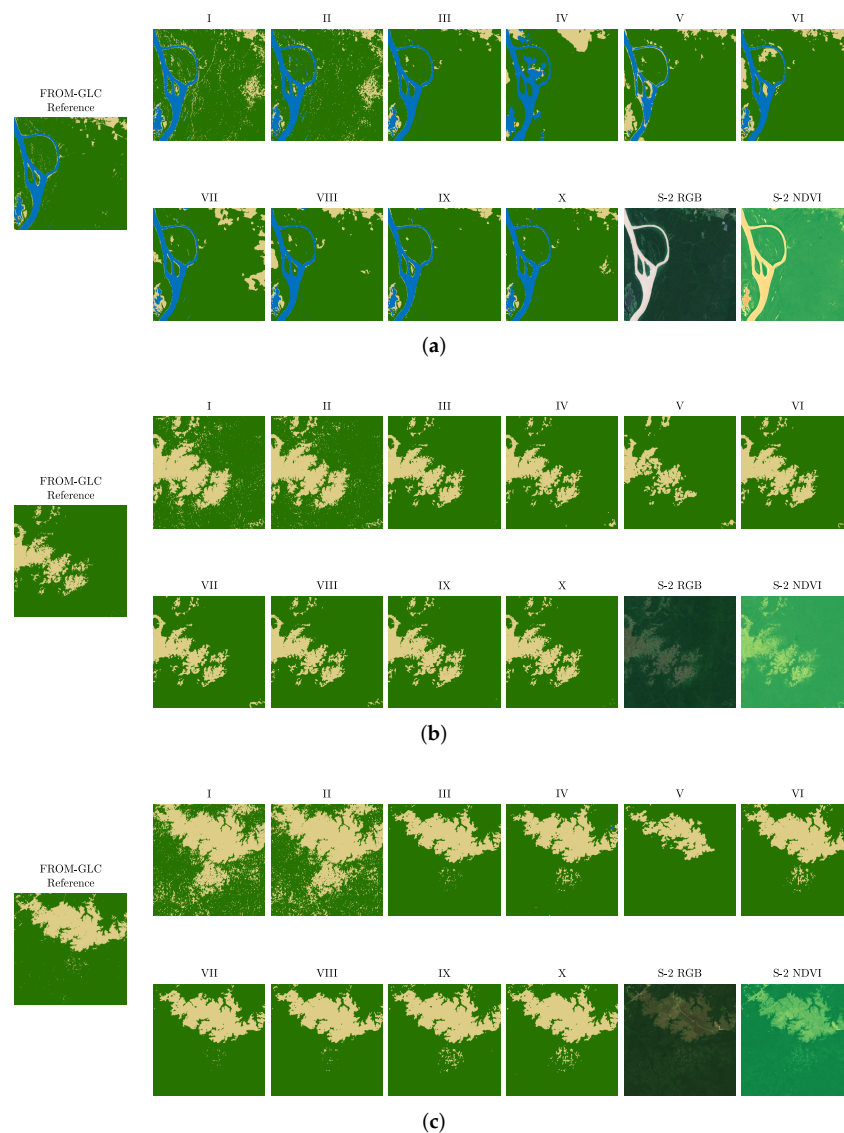 I II III IV V VI
FROM-GLC
Reference
VII VIII IX X S-2 RGB S-2 NDVI
(a)
I II III IV V VI
FROM-GLC
Reference
VII VIII IX X S-2 RGB S-2 NDVI
(b)
I II III IV V VI
FROM-GLC
Reference
VII VIII IX X S-2 RGB S-2 NDVI
(c)